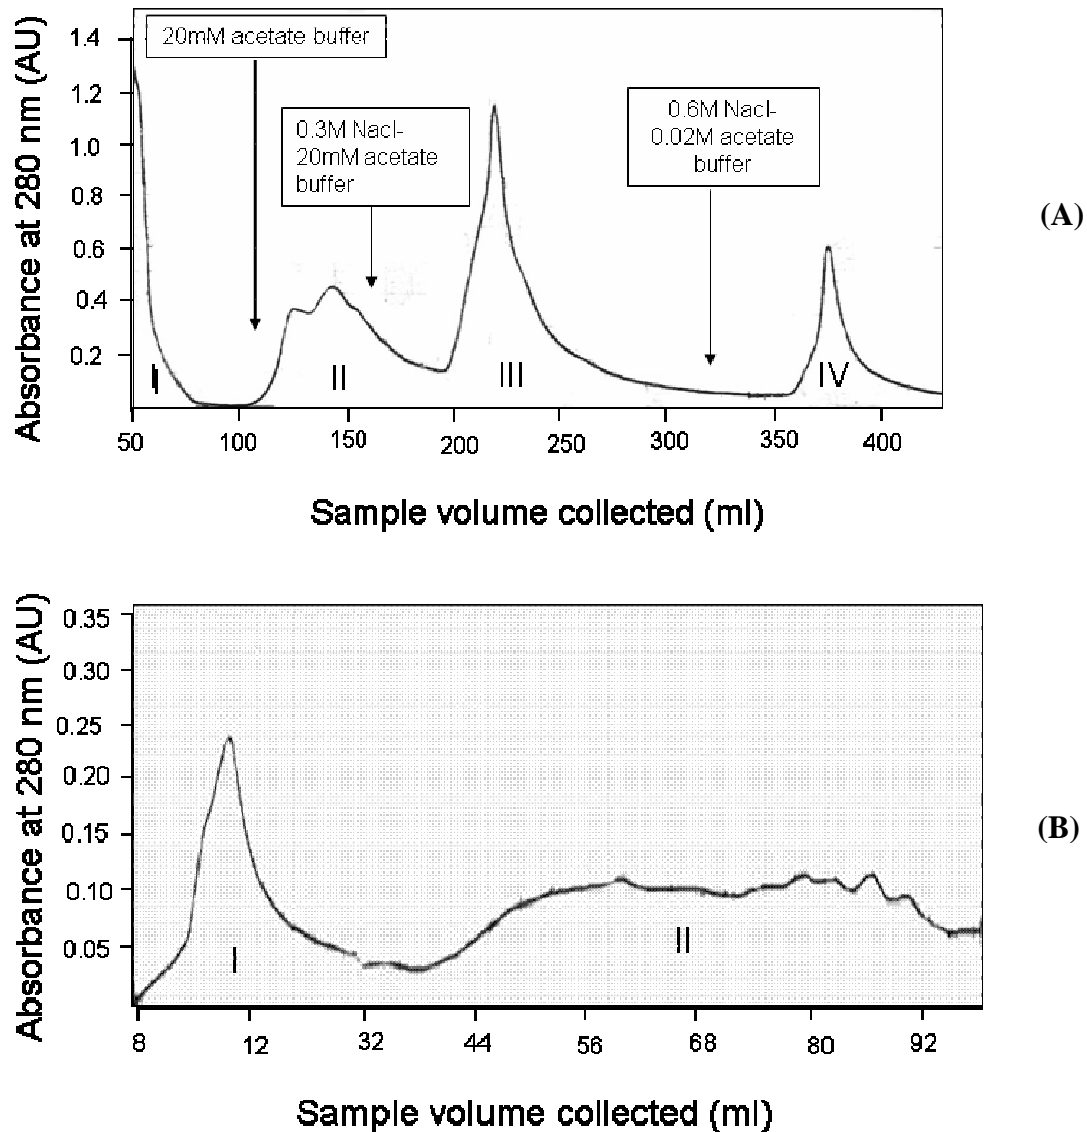 Absorbance at 280 nm (AU)
1.4
1.2
1.0
0.8
0.6
0.4
0.2
20mM acetate buffer
0.3M NacI-
20mM acetate
buffer
0.6M NacI-
0.02M acetate
buffer
(A)
I
II
III
IV
50 100 150 200 250 300 350 400
Sample volume collected (ml)
Absorbance at 280 nm (AU)
0.35
0.30
0.25
0.20
0.15
0.10
0.05
(B)
I
II
8 12 32 44 56 68 80 92
Sample volume collected (ml)